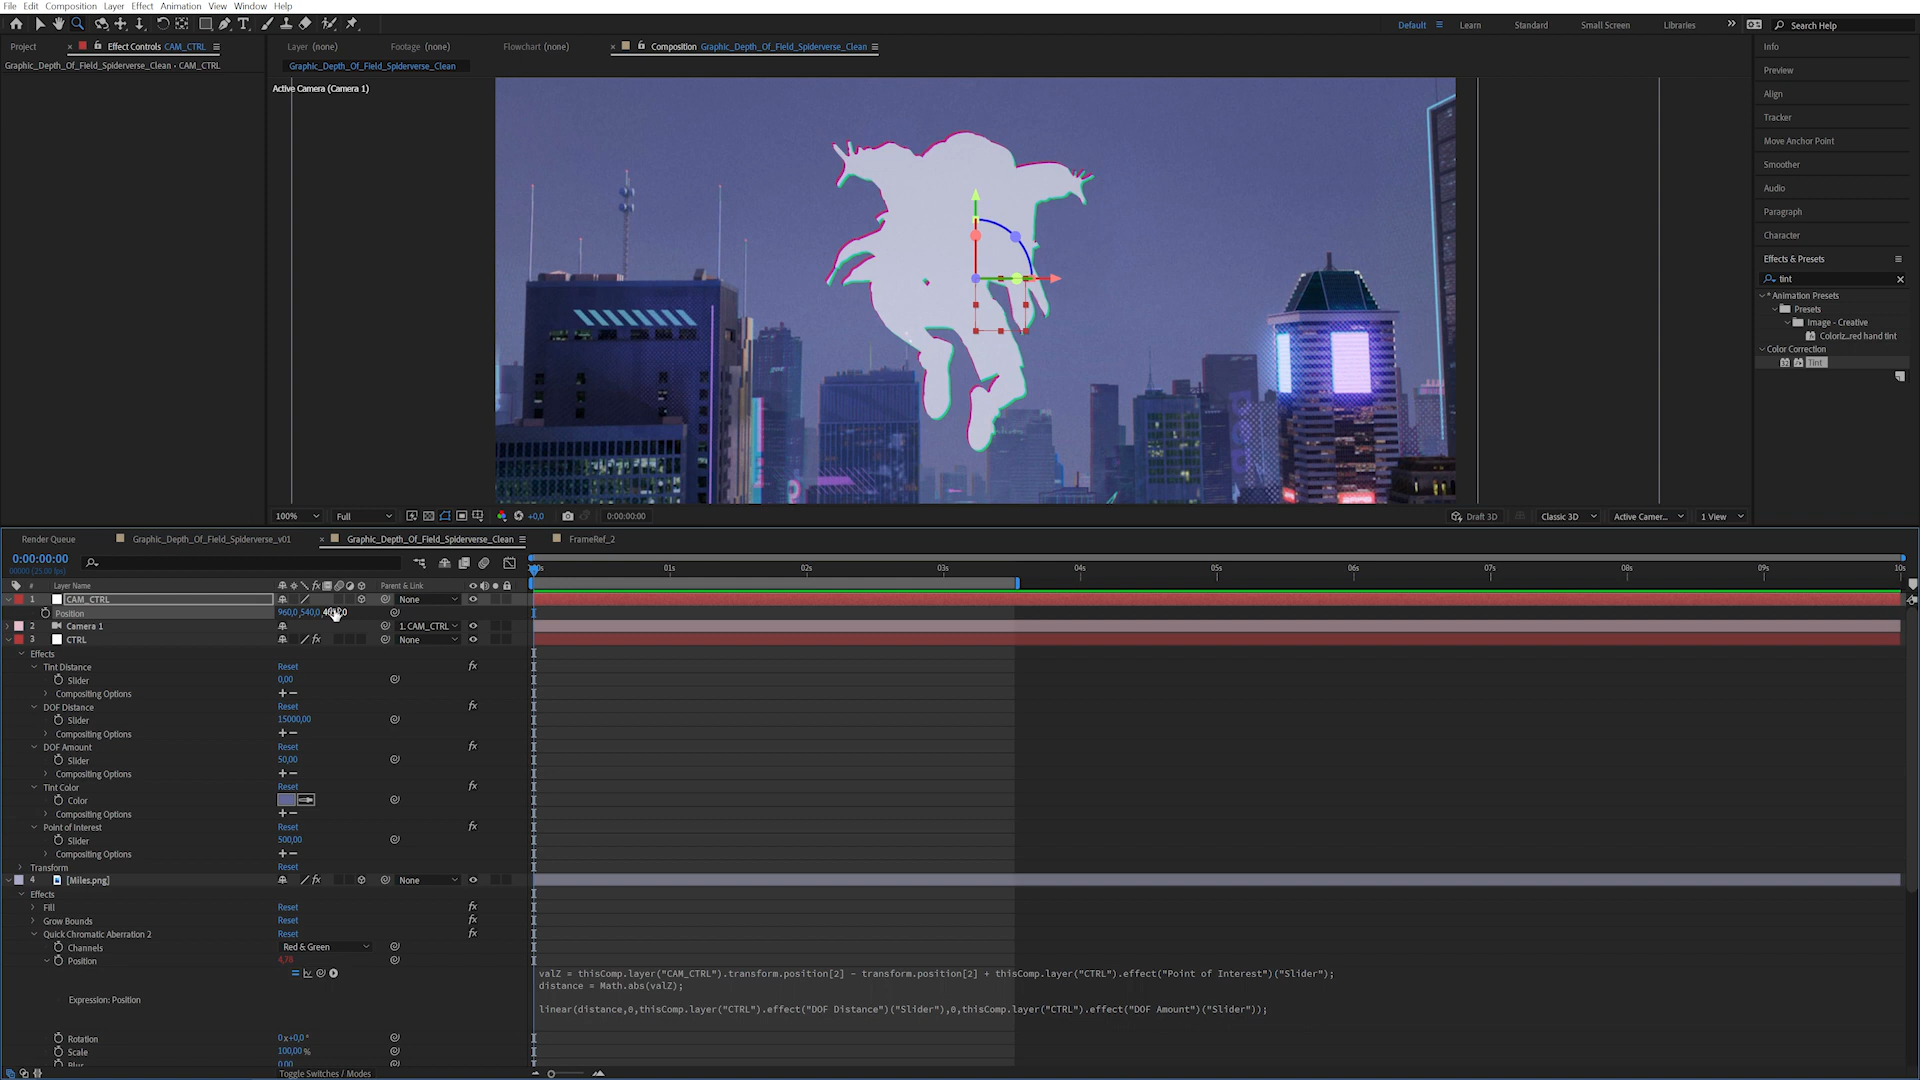 File Edit Composition Layer Effect Animation View Window Help
Default Learn Standard Small Screen Libraries Search Help
Project Effect Controls CAM_CTRL Layer (none) Footage (none) Flowchart (none) Composition Graphic_Depth_Of_Field_Spiderverse_Clean Info
Graphic_Depth_Of_Field_Spiderverse_Clean • CAM_CTRL Graphic_Depth_Of_Field_Spiderverse_Clean
Active Camera (Camera 1)
Preview
Align
Tracker
Move Anchor Point
Smoother
Audio
Paragraph
Character
Effects & Presets
tint
* Animation Presets
Presets
Image - Creative
Coloriz...red hand tint
Color Correction
Tint
100% Full +0,0 0:00:00:00 Draft 3D Classic 3D Active Camer... 1 View
Render Queue Graphic_Depth_Of_Field_Spiderverse_v01 Graphic_Depth_Of_Field_Spiderverse_Clean FrameRef_2
0:00:00:00
00000 (25.00 fps)
01s 02s 03s 04s 05s 06s 07s 08s 09s 10s
# Layer Name Parent & Link
1 CAM_CTRL None
Position 960,0 540,0
2 Camera 1 1. CAM_CTRL
3 CTRL None
Effects
Tint Distance Reset
Slider 0,00
Compositing Options
DOF Distance Reset
Slider 15000,00
Compositing Options
DOF Amount Reset
Slider 50,00
Compositing Options
Tint Color Reset
Color
Compositing Options
Point of Interest Reset
Slider 500,00
Compositing Options
Transform Reset
4 [Miles.png] None
Effects
Fill Reset
Grow Bounds Reset
Quick Chromatic Aberration 2 Reset
Channels Red & Green
Position 4,78
valZ = thisComp.layer("CAM_CTRL").transform.position[2] - transform.position[2] + thisComp.layer("CTRL").effect("Point of Interest")("Slider");
distance = Math.abs(valZ);
Expression: Position
linear(distance,0,thisComp.layer("CTRL").effect("DOF Distance")("Slider"),0,thisComp.layer("CTRL").effect("DOF Amount")("Slider"));
Rotation 0x+0,0°
Scale 100,00 %
Blur 0,00
Toggle Switches / Modes